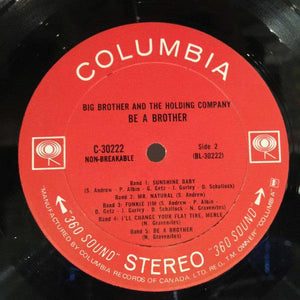 COLUMBIA
BIG BROTHER AND THE HOLDING COMPANY
BE A BROTHER
C-30222
NON-BREAKABLE
Side 2
(BL-30222)
Band 1: SUNSHINE BABY
(S. Andrew - P. Albin - G. Getz - J. Gurley - D. Schallock)
Band 2: MR. NATURAL (S. Andrew)
Band 3: FUNKIE JIM (S. Andrew - P. Albin -
D. Getz - J. Gurley - D. Schallock - N. Gravenites)
Band 4: I'LL CHANGE YOUR FLAT TIRE, MERLE
(N. Gravenites)
Band 5: BE A BROTHER
(N. Gravenites)
"360 SOUND" STEREO "360 SOUND"
MANUFACTURED BY COLUMBIA RECORDS OF CANADA, LTD. REG. T.M. OWNER "COLUMBIA"